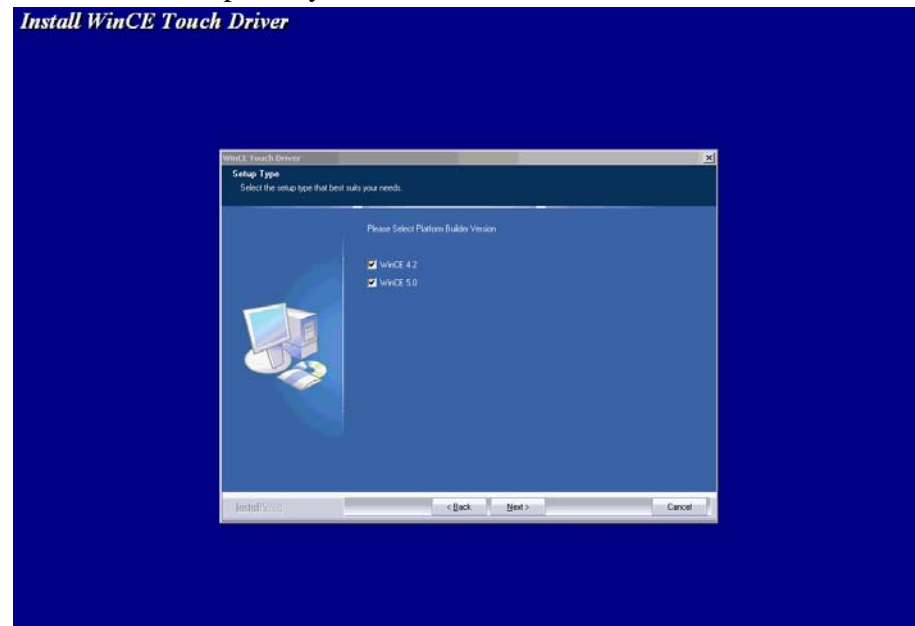 Install WinCE Touch Driver
WinCE Touch Driver
Setup Type
Select the setup type that best suits your needs.
Please Select Platform Builder Version
WinCE 4.2
WinCE 5.0
< Back
Next >
Cancel